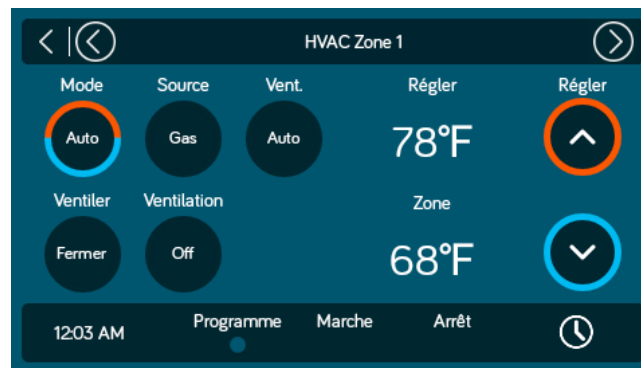 HVAC Zone 1
Mode Source Vent. Régler Régler
Auto Gas Auto 78°F
Ventiler Ventilation Zone
Fermer Off 68°F
12:03 AM Programme Marche Arrêt